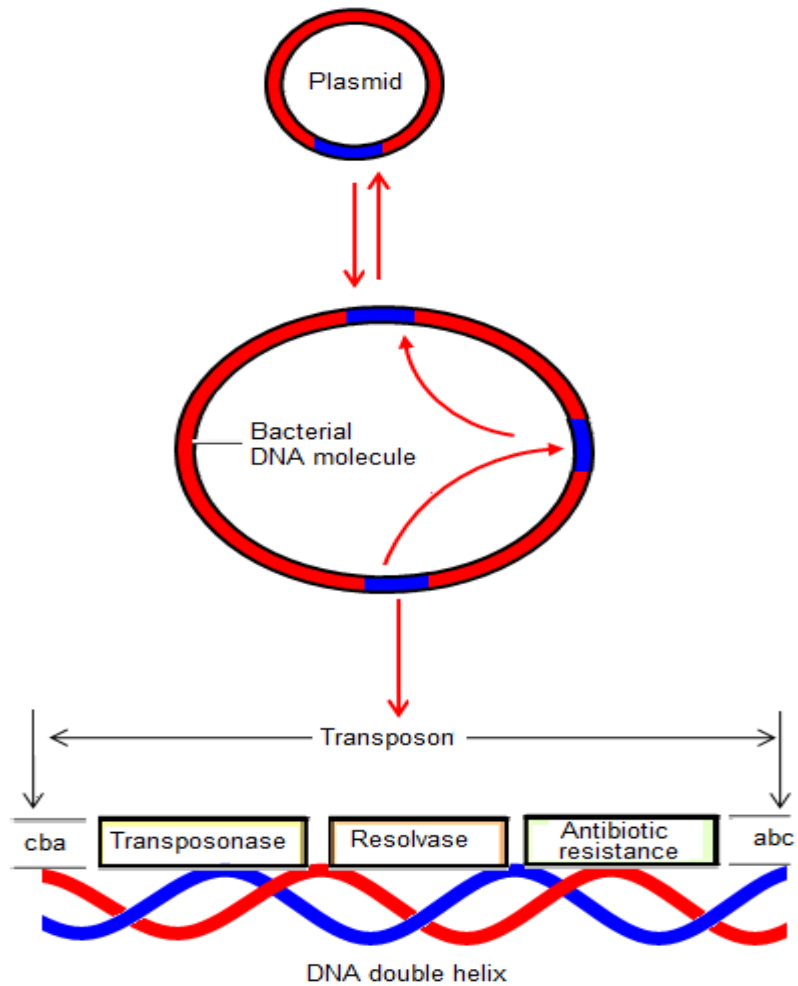 Plasmid
Bacterial
DNA molecule
Transposon
cba
Transposonase
Resolvase
Antibiotic
resistance
abc
DNA double helix